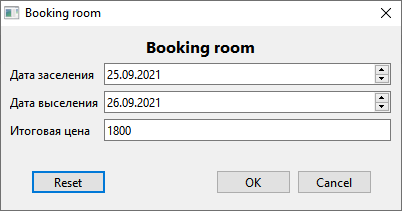 Booking room
Booking room
Дата заселения 25.09.2021
Дата выселения 26.09.2021
Итоговая цена 1800
Reset OK Cancel